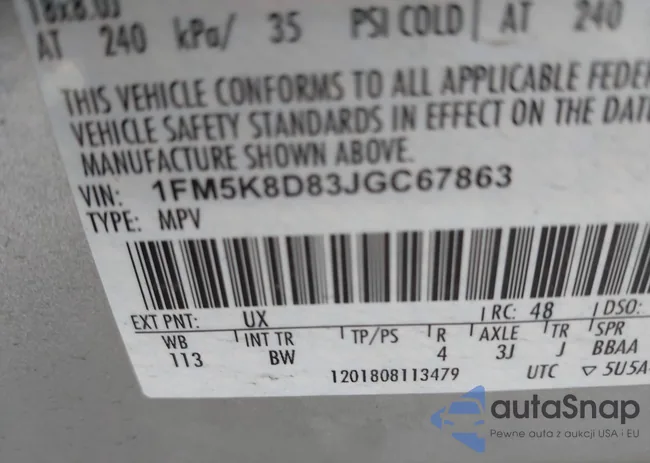 18x8.0J
AT 240 kPa/ 35 PSI COLD AT 240
THIS VEHICLE CONFORMS TO ALL APPLICABLE FEDER
VEHICLE SAFETY STANDARDS IN EFFECT ON THE DATE
MANUFACTURE SHOWN ABOVE.
VIN: 1FM5K8D83JGC67863
TYPE: MPV
EXT PNT: UX RC: 48 DSO:
WB INT TR TP/PS R AXLE TR SPR
113 BW 4 3J J BBAA
1201808113479 UTC ▽ 5U5A
autaSnap
Pewne auta z aukcji USA i EU